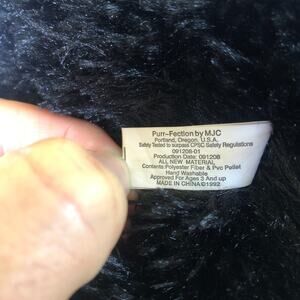 Purr-Fection by MJC
Portland, Oregon, U.S.A.
Safety Tested to surpass CPSC Safety Regulations
091208-01
Production Date: 091208
ALL NEW MATERIAL
Contents:Polyester Fiber & Pvc Pellet
Hand Washable
Approved For Ages 3 And up
MADE IN CHINA©1992